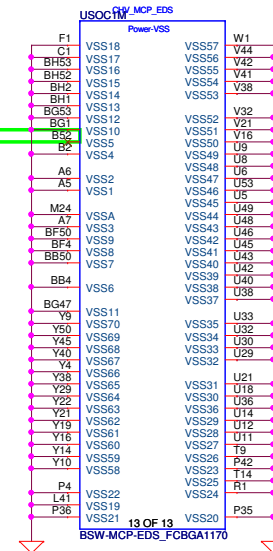 CHV_MCP_EDS
USOC1M
Power-VSS
F1 VSS18 VSS57 W1
C1 VSS17 VSS56 V44
BH53 VSS16 VSS55 V42
BH52 VSS15 VSS54 V41
BH2 VSS14 VSS53 V38
BH1 VSS13
BG53 VSS12 VSS52 V32
BG1 VSS10 VSS51 V21
B52 VSS5 VSS50 V16
B2 VSS4 VSS49 U9
VSS48 U8
A6 VSS2 VSS47 U6
A5 VSS1 VSS46 U53
VSS45 U5
M24 VSSA VSS44 U49
A7 VSS3 VSS43 U48
BF50 VSS9 VSS42 U46
BF4 VSS8 VSS41 U45
BB50 VSS7 VSS40 U43
VSS39 U42
BB4 VSS6 VSS38 U40
VSS37 U38
BG47 VSS11
Y9 VSS70 VSS35 U33
Y50 VSS69 VSS34 U32
Y45 VSS68 VSS33 U30
Y40 VSS67 VSS32 U29
Y4 VSS66
Y38 VSS65 VSS31 U21
Y29 VSS64 VSS30 U18
Y22 VSS63 VSS36 U36
Y21 VSS62 VSS29 U14
Y19 VSS61 VSS28 U12
Y16 VSS60 VSS27 U11
Y14 VSS59 VSS26 T9
Y10 VSS58 VSS23 P42
VSS25 T14
P4 VSS22 VSS24 R1
L41 VSS19
P36 VSS21 VSS20 P35
13 OF 13
BSW-MCP-EDS_FCBGA1170